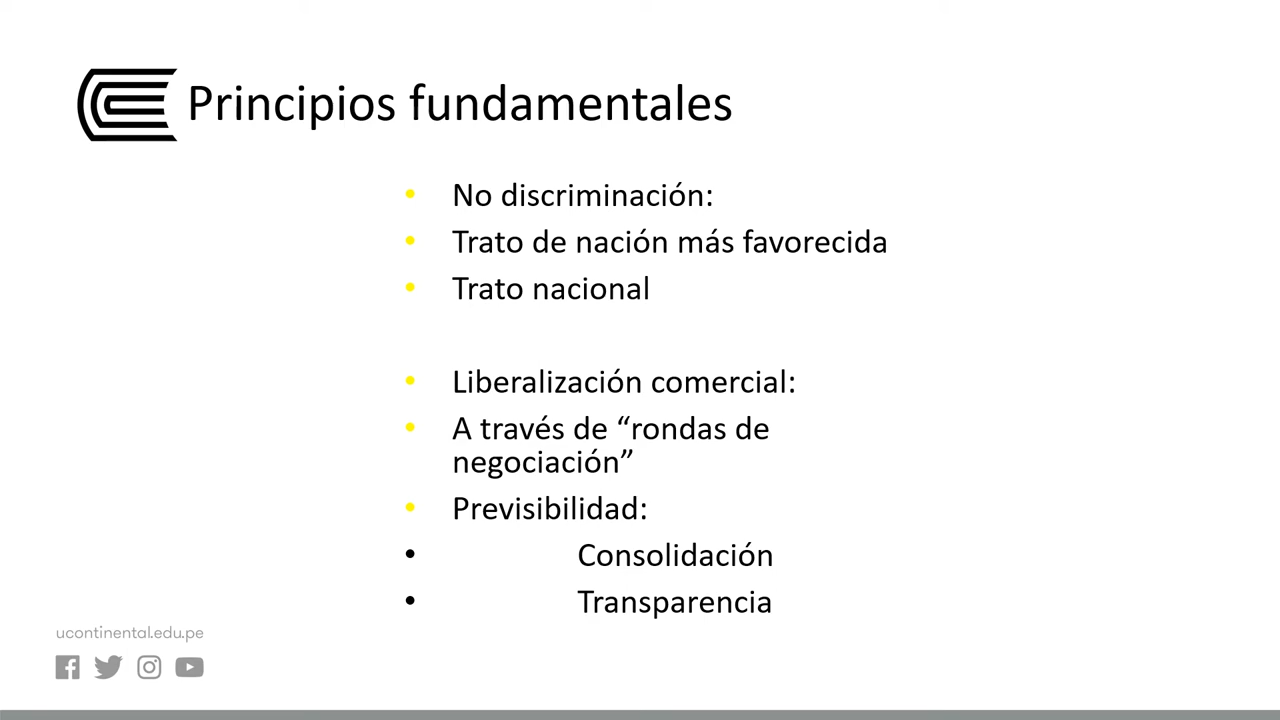 Principios fundamentales
• No discriminación:
• Trato de nación más favorecida
• Trato nacional
• Liberalización comercial:
• A través de “rondas de
negociación”
• Previsibilidad:
• Consolidación
• Transparencia
ucontinental.edu.pe